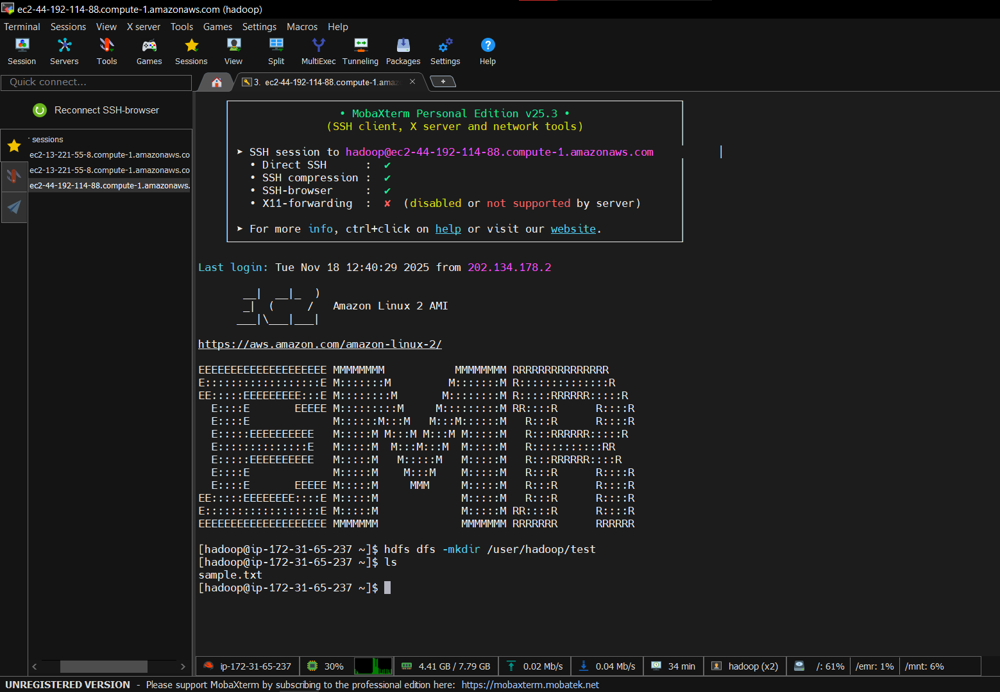 ec2-44-192-114-88.compute-1.amazonaws.com (hadoop)
Terminal Sessions View X server Tools Games Settings Macros Help
Session Servers Tools Games Sessions View Split MultiExec Tunneling Packages Settings Help
Quick connect...
3. ec2-44-192-114-88.compute-1.amaz
Reconnect SSH-browser
sessions
ec2-13-221-55-8.compute-1.amazonaws.co
ec2-13-221-55-8.compute-1.amazonaws.co
ec2-44-192-114-88.compute-1.amazonaws.
• MobaXterm Personal Edition v25.3 •
(SSH client, X server and network tools)
➤ SSH session to hadoop@ec2-44-192-114-88.compute-1.amazonaws.com
• Direct SSH : ✔
• SSH compression : ✔
• SSH-browser : ✔
• X11-forwarding : ✘ (disabled or not supported by server)
➤ For more info, ctrl+click on help or visit our website.
Last login: Tue Nov 18 12:40:29 2025 from 202.134.178.2
__| __|_ )
_| ( / Amazon Linux 2 AMI
___|\___|___|
https://aws.amazon.com/amazon-linux-2/
EEEEEEEEEEEEEEEEEEEE MMMMMMMM           MMMMMMMM RRRRRRRRRRRRRRR
E::::::::::::::::::E M:::::::M         M:::::::M R::::::::::::::R
EE:::::EEEEEEEEE:::E M::::::::M       M::::::::M R:::::RRRRRR:::::R
  E::::E       EEEEE M:::::::::M     M:::::::::M RR::::R      R::::R
  E::::E             M::::::M:::M   M:::M::::::M   R:::R      R::::R
  E:::::EEEEEEEEEE   M:::::M M:::M M:::M M:::::M   R:::RRRRRR:::::R
  E::::::::::::::E   M:::::M  M:::M:::M  M:::::M   R:::::::::::RR
  E:::::EEEEEEEEEE   M:::::M   M:::::M   M:::::M   R:::RRRRRR::::R
  E::::E             M:::::M    M:::M    M:::::M   R:::R      R::::R
  E::::E       EEEEE M:::::M     MMM     M:::::M   R:::R      R::::R
EE:::::EEEEEEEE::::E M:::::M             M:::::M   R:::R      R::::R
E::::::::::::::::::E M:::::M             M:::::M RR::::R      R::::R
EEEEEEEEEEEEEEEEEEEE MMMMMMM             MMMMMMM RRRRRRR      RRRRRR
[hadoop@ip-172-31-65-237 ~]$ hdfs dfs -mkdir /user/hadoop/test
[hadoop@ip-172-31-65-237 ~]$ ls
sample.txt
[hadoop@ip-172-31-65-237 ~]$
ip-172-31-65-237 30% 4.41 GB / 7.79 GB 0.02 Mb/s 0.04 Mb/s 34 min hadoop (x2) /: 61% /emr: 1% /mnt: 6%
UNREGISTERED VERSION - Please support MobaXterm by subscribing to the professional edition here: https://mobaxterm.mobatek.net